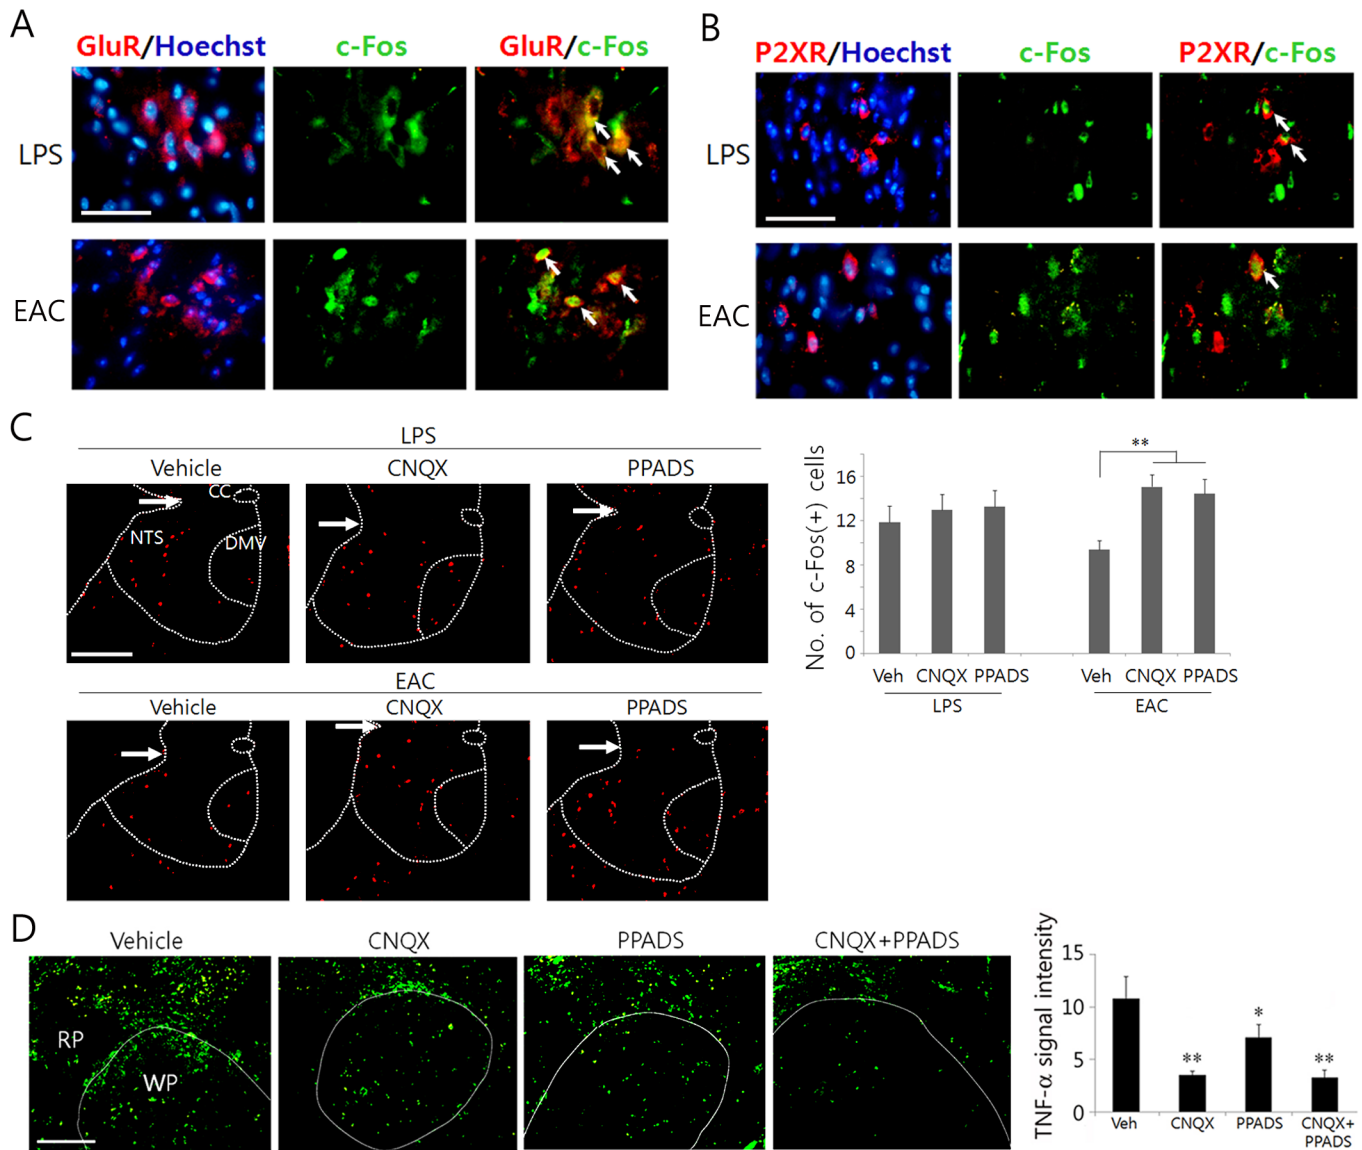 A
GluR/Hoechst
c-Fos
GluR/c-Fos
LPS
EAC
B
P2XR/Hoechst
c-Fos
P2XR/c-Fos
LPS
EAC
C
LPS
Vehicle
CNQX
PPADS
CC
NTS
DMV
EAC
Vehicle
CNQX
PPADS
No. of c-Fos(+) cells
16
12
8
4
0
**
Veh CNQX PPADS
LPS
Veh CNQX PPADS
EAC
D
Vehicle
CNQX
PPADS
CNQX+PPADS
RP
WP
TNF-α signal intensity
15
10
5
0
**
*
**
Veh
CNQX
PPADS
CNQX+
PPADS